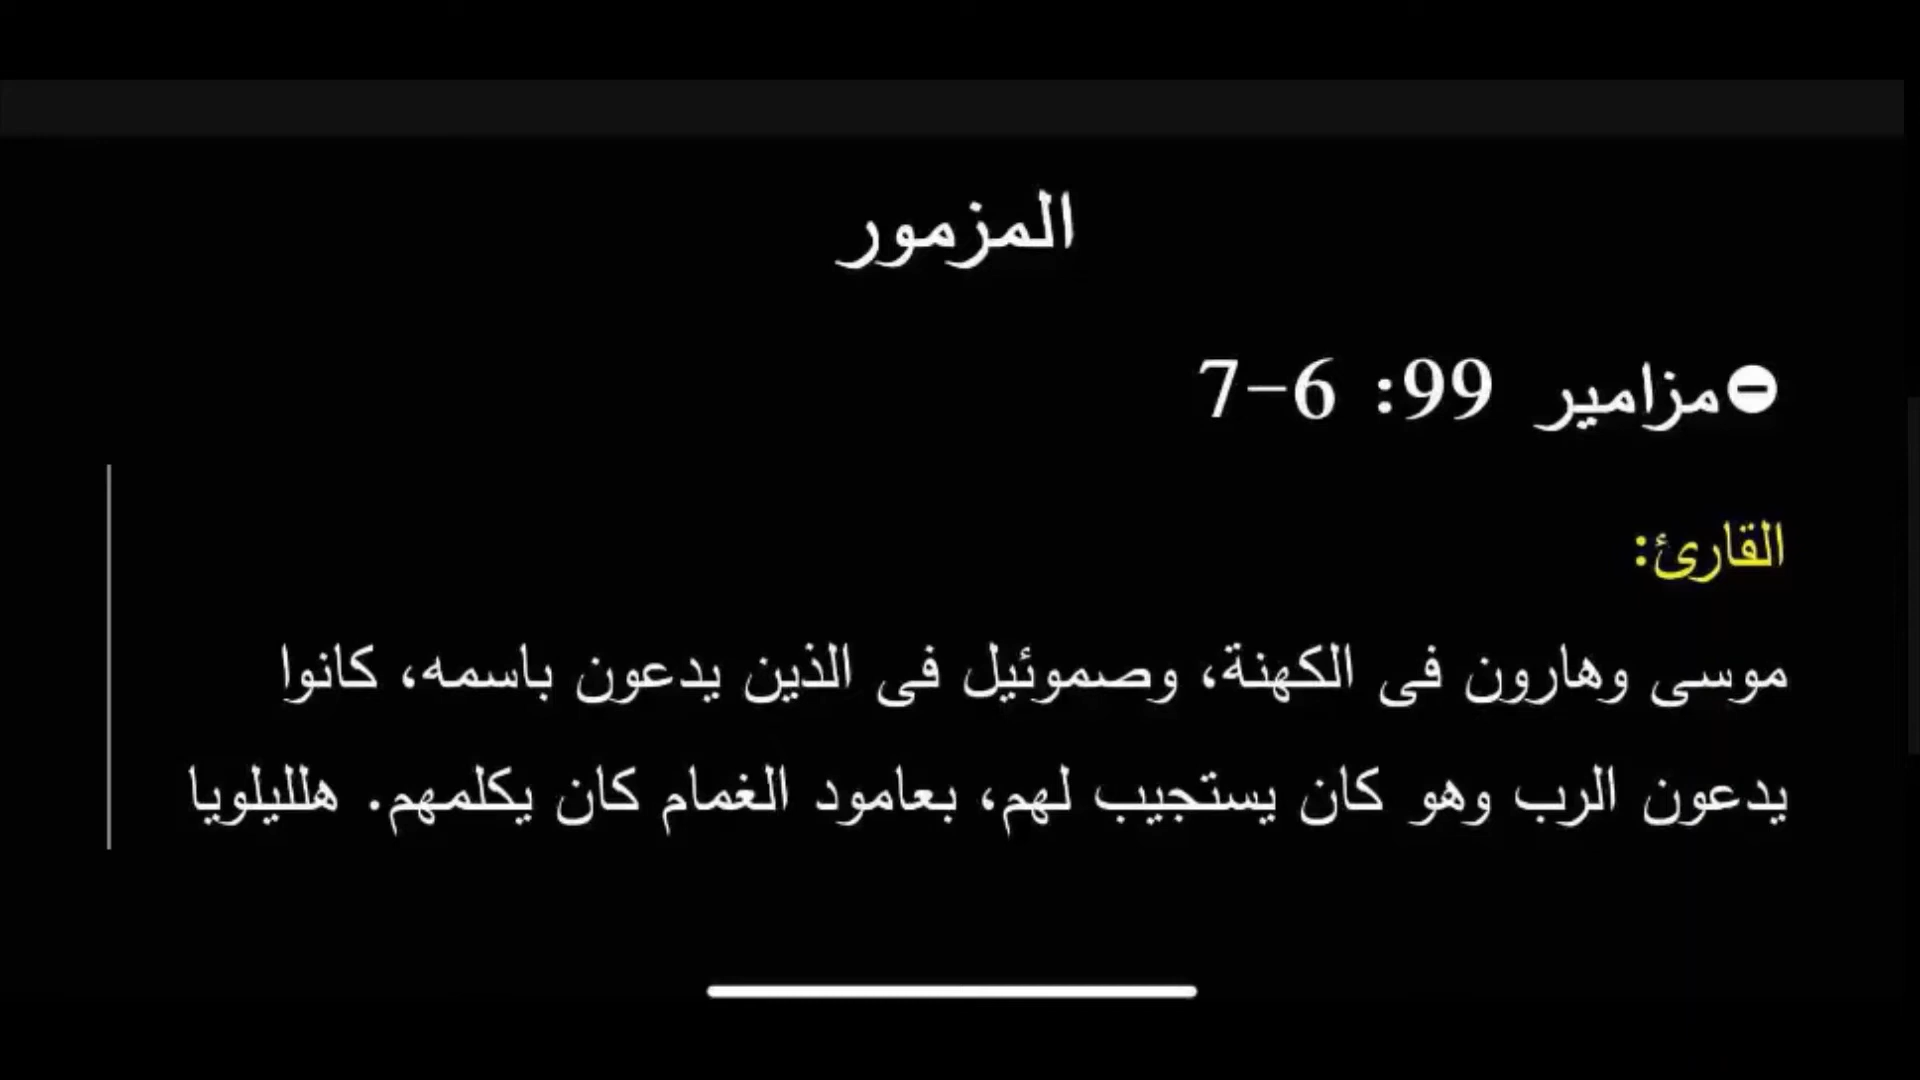 المزمور
مزامير 99: 6-7
القارئ:
موسى وهارون فى الكهنة، وصموئيل فى الذين يدعون باسمه، كانوا
يدعون الرب وهو كان يستجيب لهم، بعامود الغمام كان يكلمهم. هلليلويا